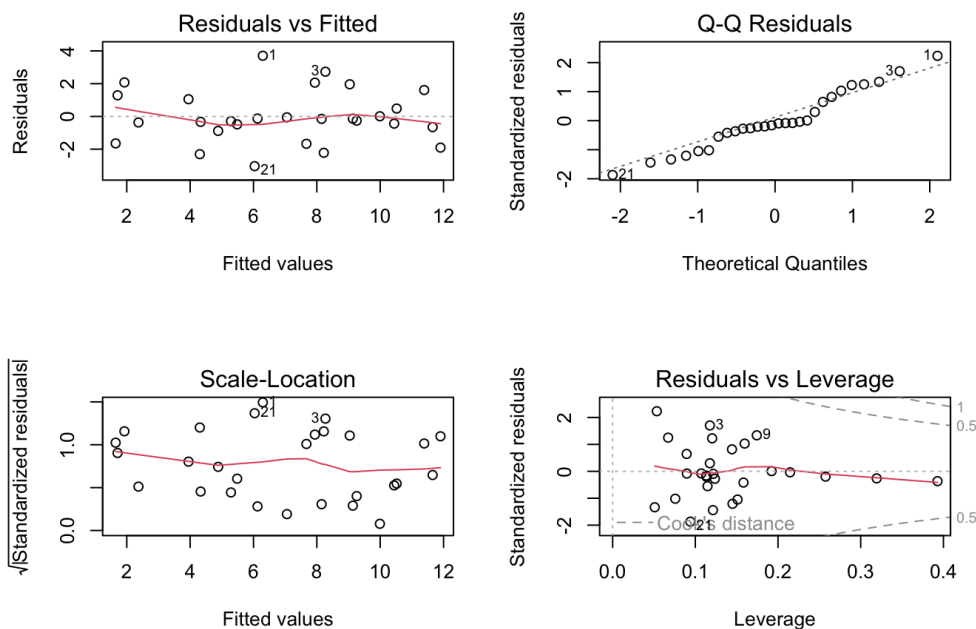 Residuals vs Fitted
Residuals
4
2
0
-2
1
3
21
2 4 6 8 10 12
Fitted values
Q-Q Residuals
Standardized residuals
2
1
0
-2
1
3
21
-2 -1 0 1 2
Theoretical Quantiles
Scale-Location
√|Standardized residuals|
1.0
0.0
1
21
3
2 4 6 8 10 12
Fitted values
Residuals vs Leverage
Standardized residuals
2
0
-2
3
9
21
Cook's distance
1
0.5
0.5
0.0 0.1 0.2 0.3 0.4
Leverage